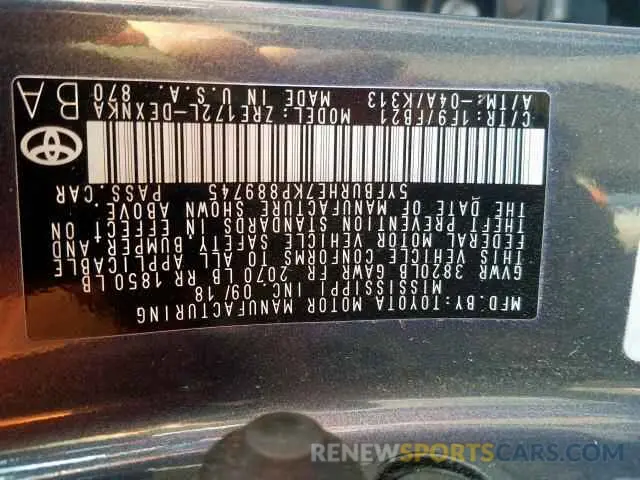 MFD.BY:TOYOTA MOTOR MANUFACTURING
MISSISSIPPI INC. 09/18
GVWR 3820LB GAWR FR 2070 LB RR 1850 LB
THIS VEHICLE CONFORMS TO ALL APPLICABLE
FEDERAL MOTOR VEHICLE SAFETY, BUMPER, AND
THEFT PREVENTION STANDARDS IN EFFECT ON
THE DATE OF MANUFACTURE SHOWN ABOVE.
5YFBURHE7KP889745 PASS.CAR
C/TR:1F9/FB21 MODEL:ZRE172L-DEXNKA
A/TM:-04A/K313 MADE IN U.S.A. 870
BA
RENEWSPORTSCARS.COM